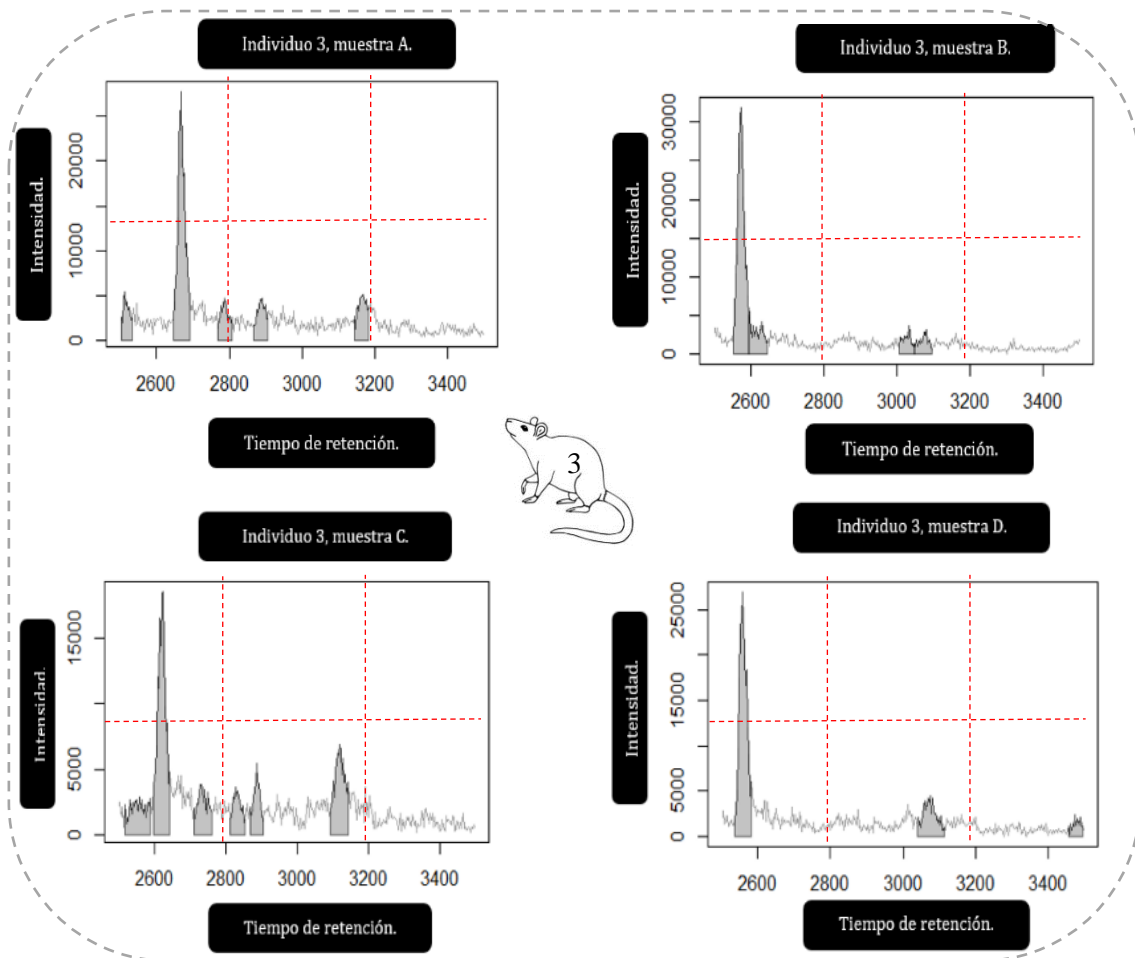 Individuo 3, muestra A.
Intensidad.
20000
10000
0
2600 2800 3000 3200 3400
Tiempo de retención.
Individuo 3, muestra B.
Intensidad.
30000
20000
10000
0
2600 2800 3000 3200 3400
Tiempo de retención.
3
Individuo 3, muestra C.
Intensidad.
15000
5000
0
2600 2800 3000 3200 3400
Tiempo de retención.
Individuo 3, muestra D.
Intensidad.
25000
15000
5000
0
2600 2800 3000 3200 3400
Tiempo de retención.